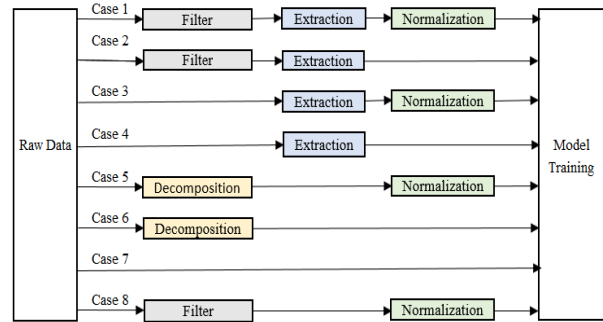 Case 1
Filter
Extraction
Normalization
Case 2
Filter
Extraction
Case 3
Extraction
Normalization
Raw Data
Case 4
Extraction
Model
Training
Case 5
Decomposition
Normalization
Case 6
Decomposition
Case 7
Case 8
Filter
Normalization